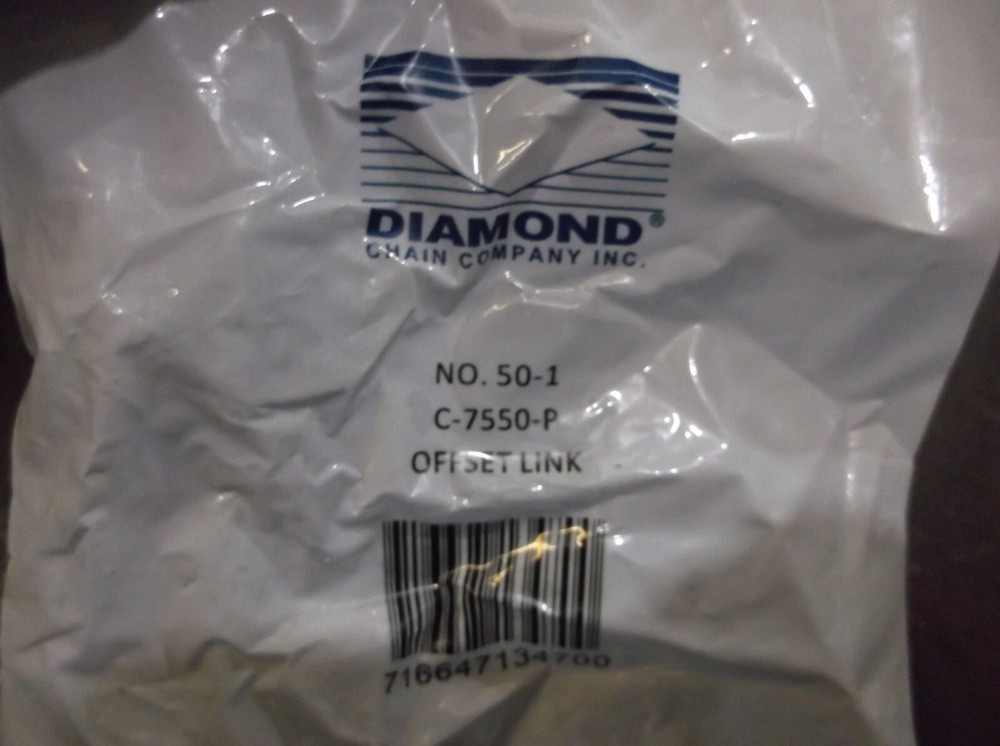 DIAMOND®
CHAIN COMPANY INC.
NO. 50-1
C-7550-P
OFFSET LINK
716647134700